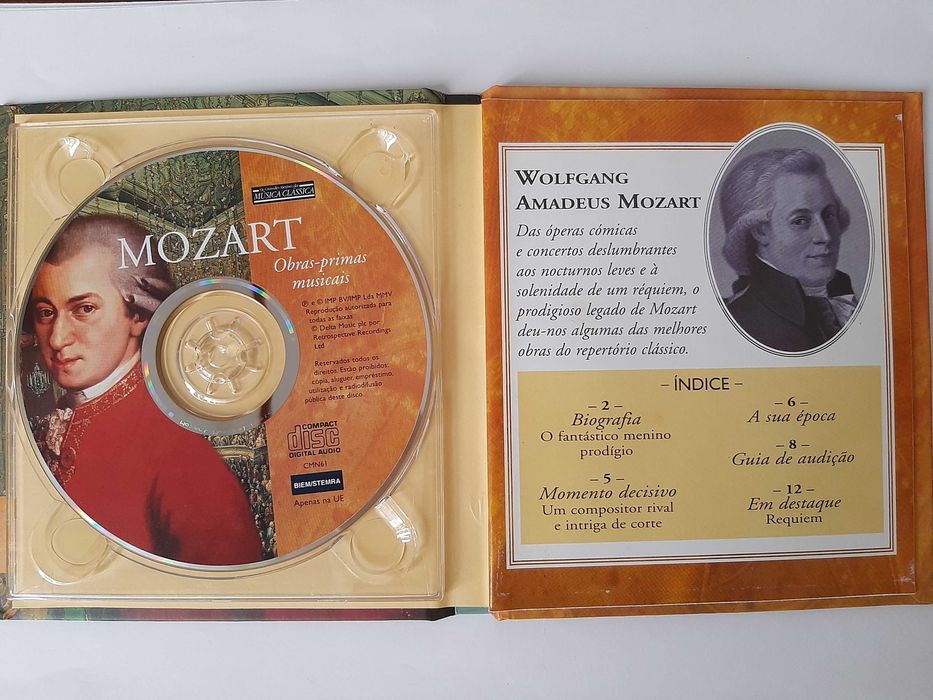 Os Grandes Mestres da
MÚSICA CLÁSSICA
MOZART
Obras-primas
musicais
℗ e © IMP BV/IMP Lda MMV
Reprodução autorizada para
todas as faixas
© Delta Music plc por
Retrospective Recordings
Ltd
Reservados todos os
direitos. Estão proibidos:
cópia, aluguer, empréstimo,
utilização e radiodifusão
pública deste disco.
COMPACT
disc
DIGITAL AUDIO
CMN61
BIEM/STEMRA
Apenas na UE
WOLFGANG
AMADEUS MOZART
Das óperas cómicas
e concertos deslumbrantes
aos nocturnos leves e à
solenidade de um réquiem, o
prodigioso legado de Mozart
deu-nos algumas das melhores
obras do repertório clássico.
– ÍNDICE –
– 2 –
Biografia
O fantástico menino
prodígio
– 5 –
Momento decisivo
Um compositor rival
e intriga de corte
– 6 –
A sua época
– 8 –
Guia de audição
– 12 –
Em destaque
Requiem